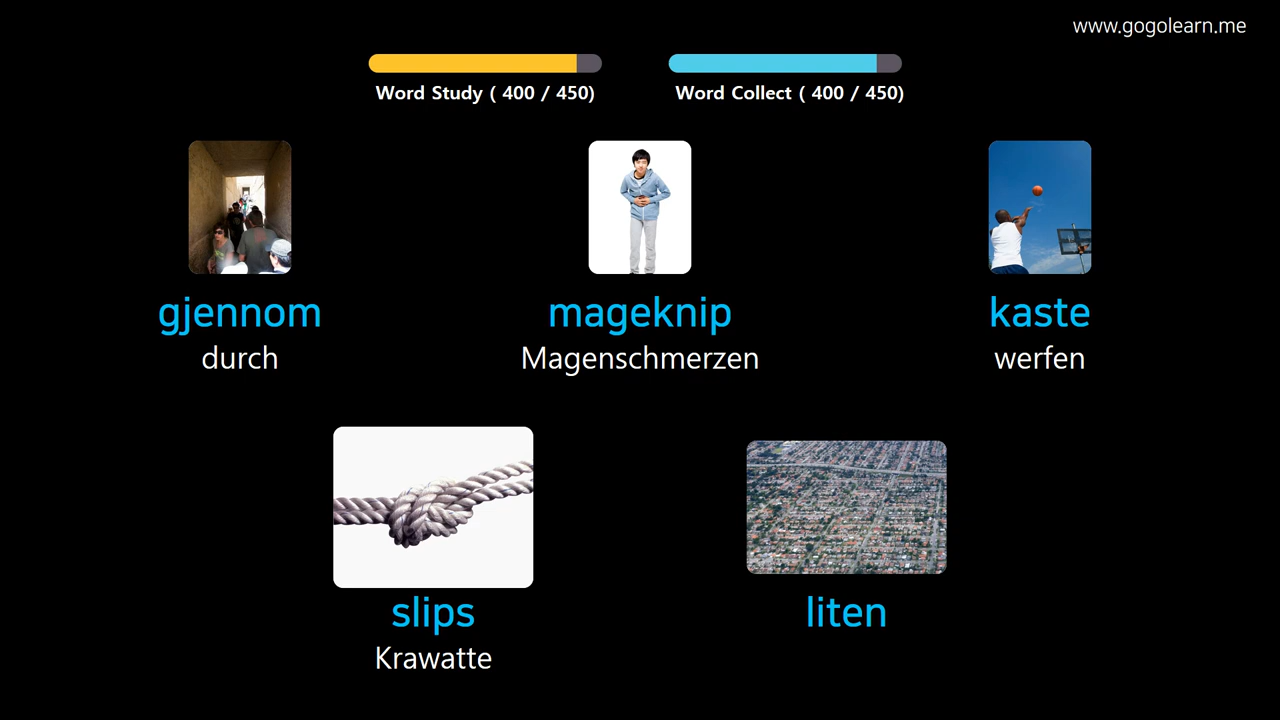 www.gogolearn.me
Word Study ( 400 / 450)
Word Collect ( 400 / 450)
gjennom
durch
mageknip
Magenschmerzen
kaste
werfen
slips
Krawatte
liten